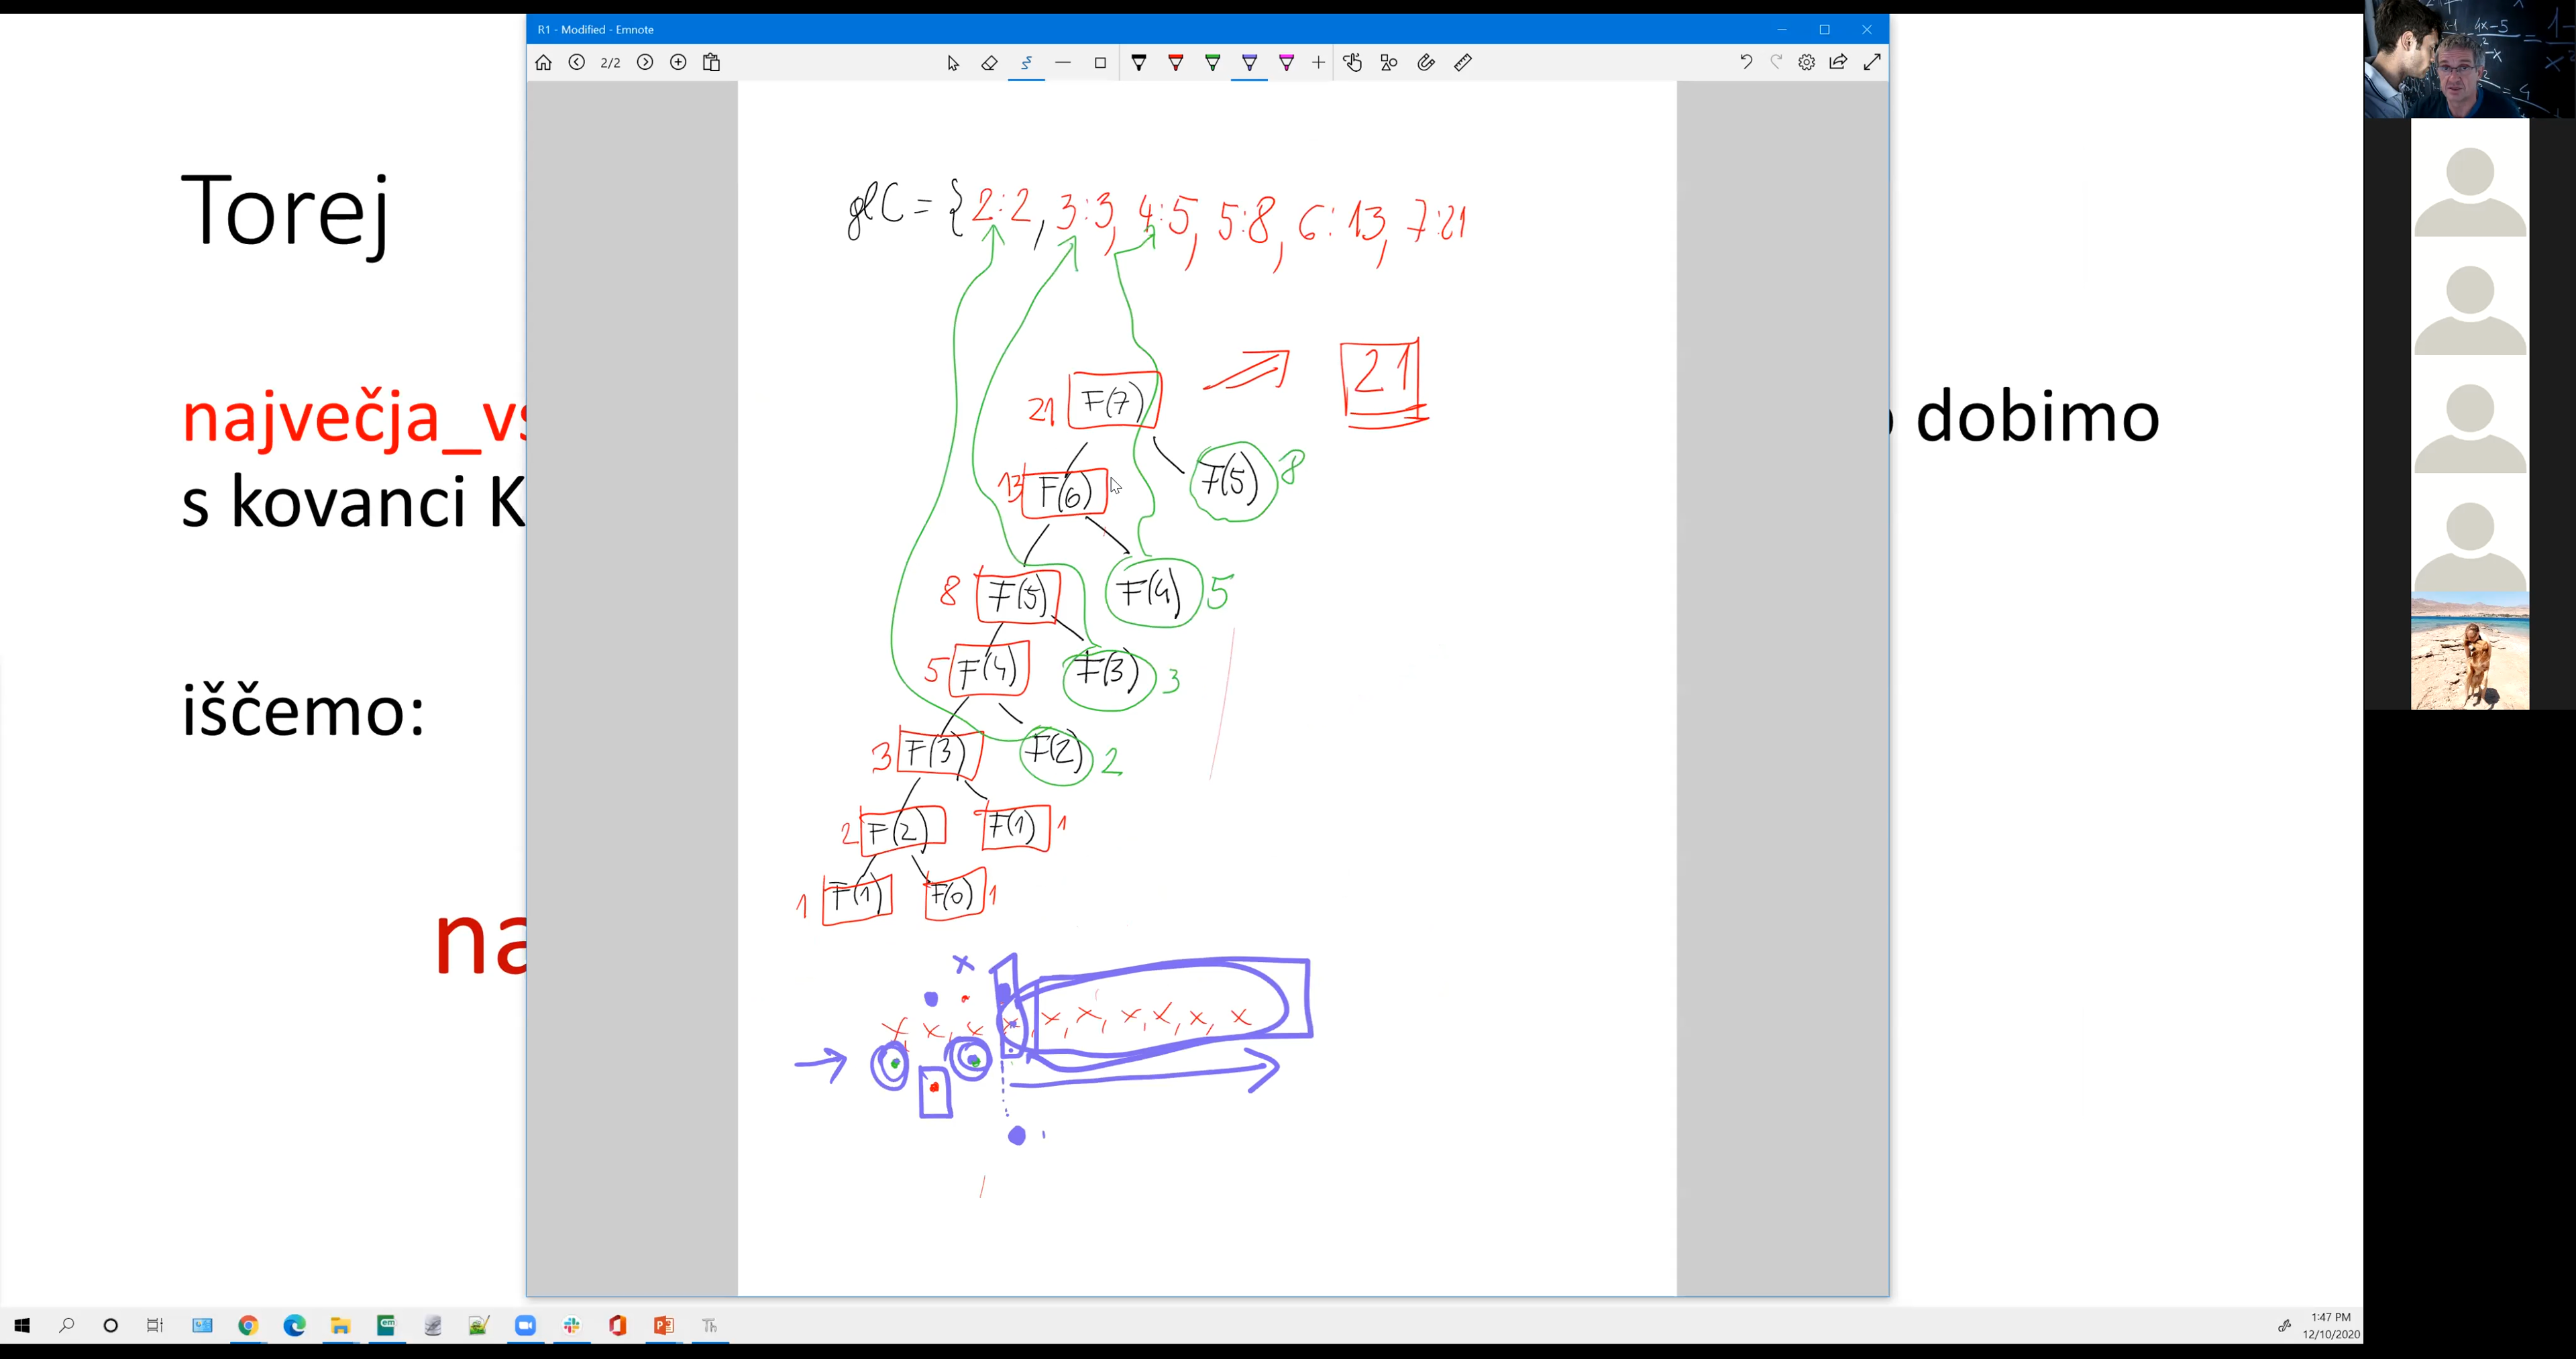 R1 - Modified - Emnote
2/2
Torej
največja_vs
dobimo
s kovanci K
iščemo:
na
glC = {2:2, 3:3, 4:5, 5:8, 6:13, 7:21
21 F(7) 21
13 F(6) F(5) 8
8 F(5) F(4) 5
5 F(4) F(3) 3
3 F(3) F(2) 2
2 F(2) F(1) 1
1 F(1) F(0) 1
x
x, x, x, x, x, x, x, x, x, x
em
Th
1:47 PM
12/10/2020